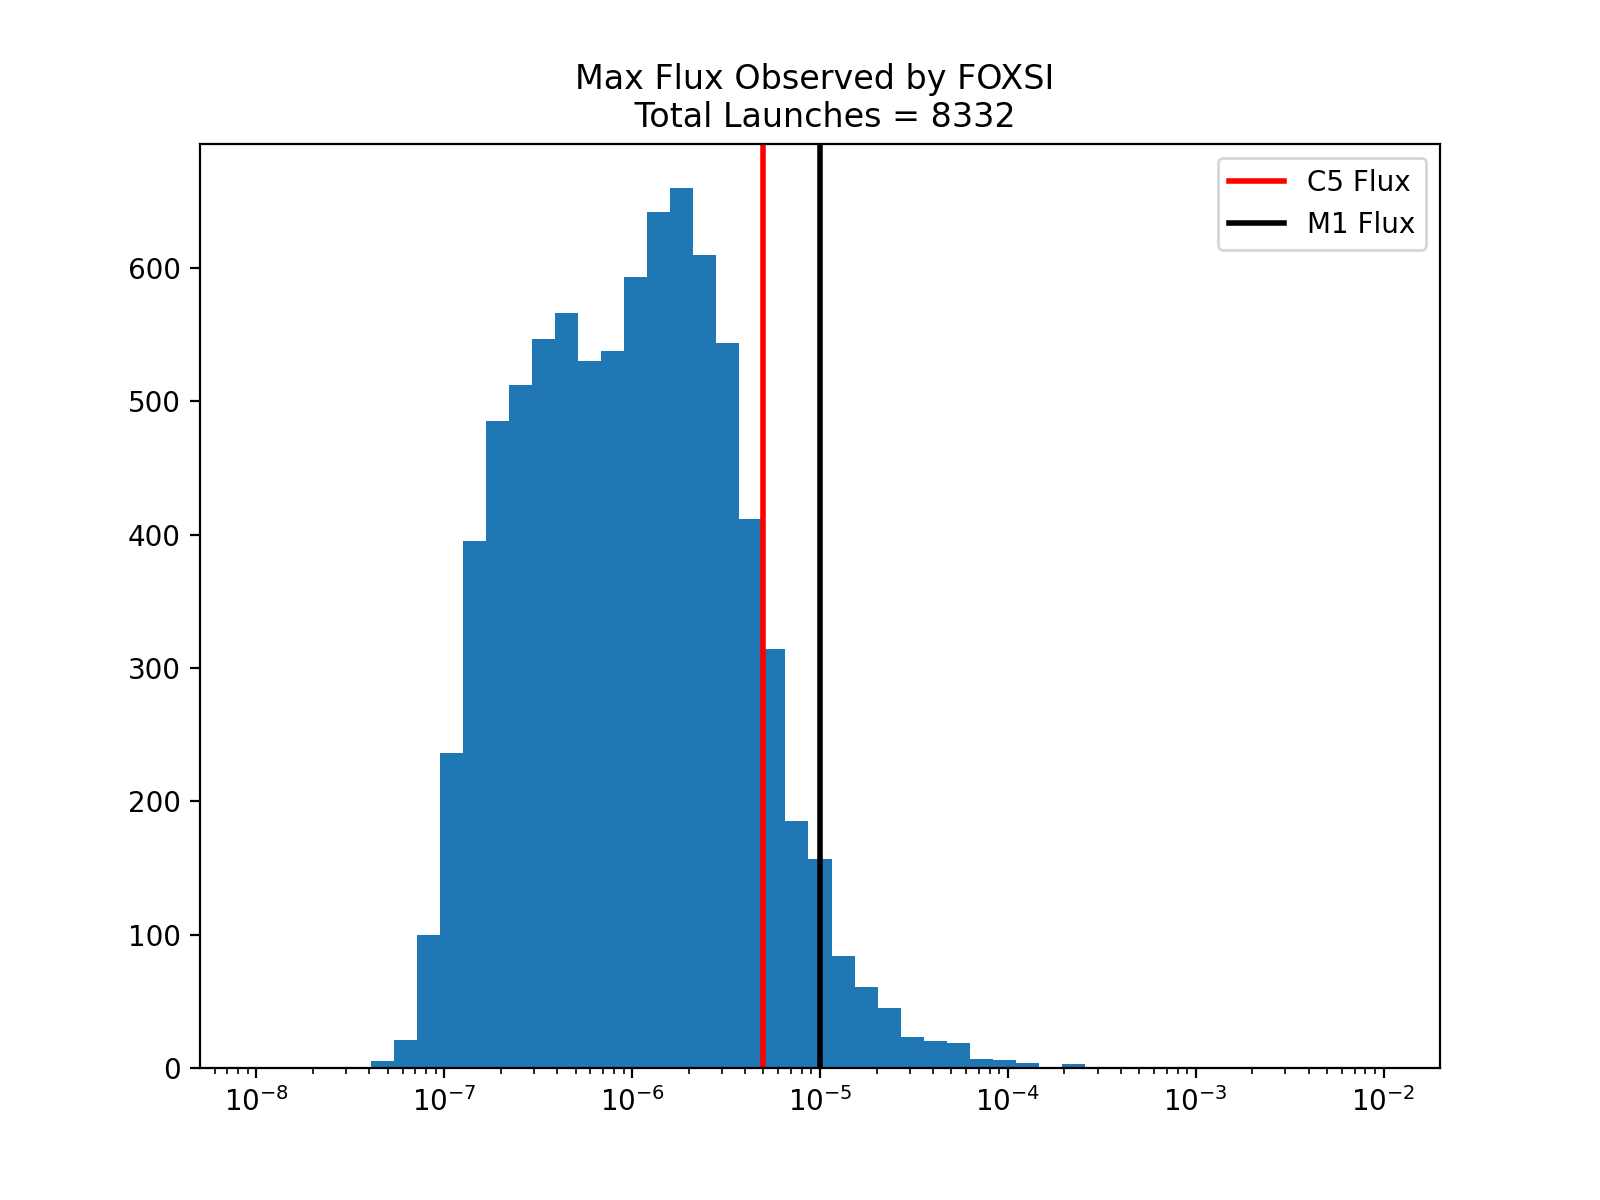 Max Flux Observed by FOXSI
Total Launches = 8332
C5 Flux
M1 Flux
600
500
400
300
200
100
0
10⁻⁸ 10⁻⁷ 10⁻⁶ 10⁻⁵ 10⁻⁴ 10⁻³ 10⁻²